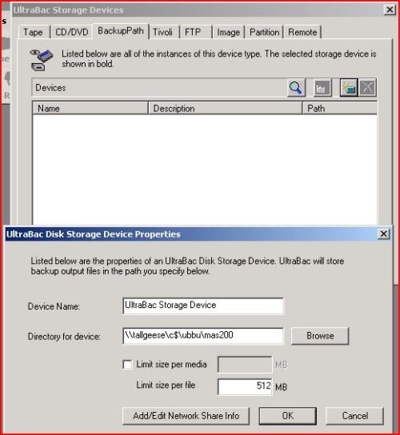 UltraBac Storage Devices
Tape CD/DVD BackupPath Tivoli FTP Image Partition Remote
Listed below are all of the instances of this device type. The selected storage device is
shown in bold.
Devices
Name Description Path
UltraBac Disk Storage Device Properties
Listed below are the properties of an UltraBac Disk Storage Device. UltraBac will store
backup output files in the path you specify below.
Device Name: UltraBac Storage Device
Directory for device: \\tallgeese\c$\ubbu\mas200 Browse
Limit size per media MB
Limit size per file 512 MB
Add/Edit Network Share Info OK Cancel